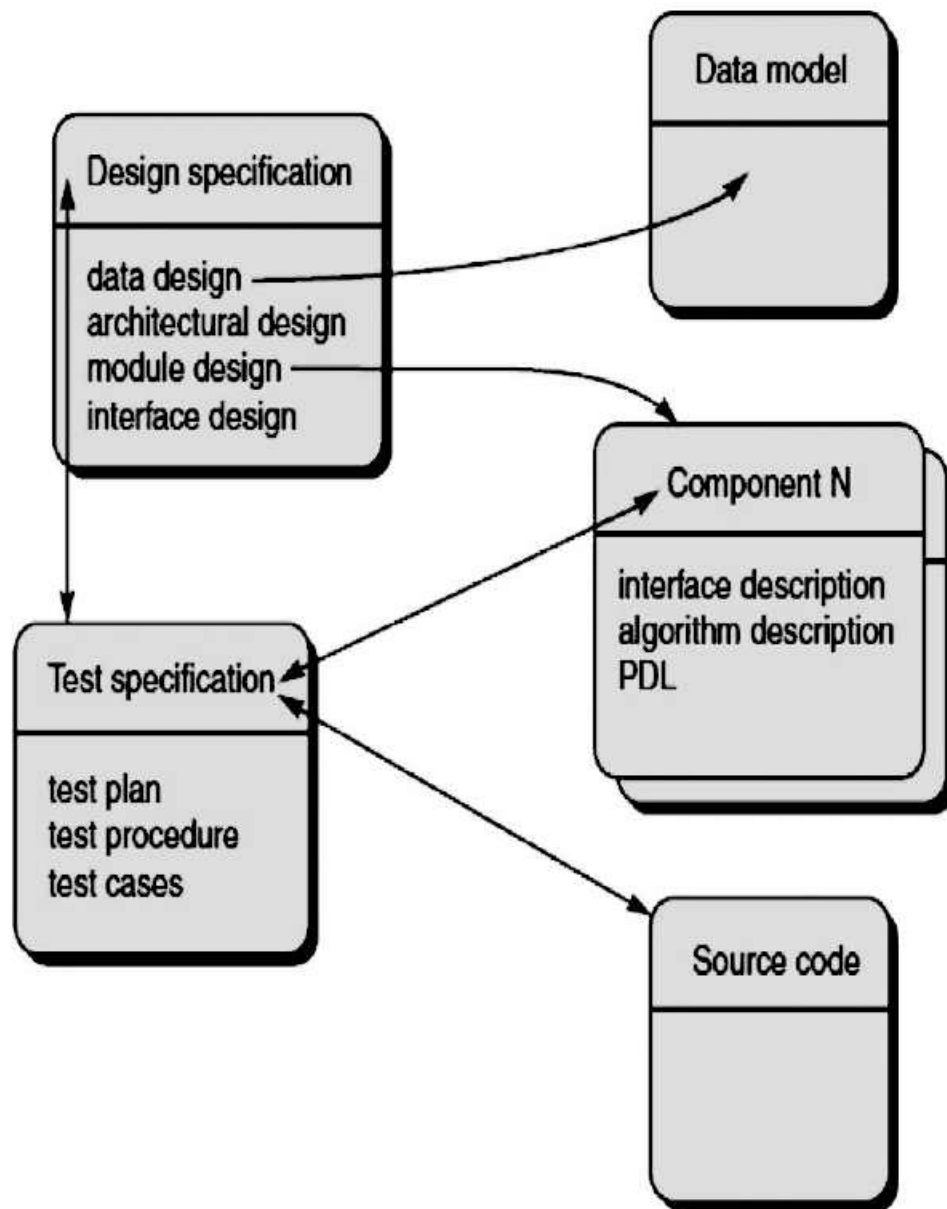 Data model
Design specification
data design
architectural design
module design
interface design
Component N
interface description
algorithm description
PDL
Test specification
test plan
test procedure
test cases
Source code